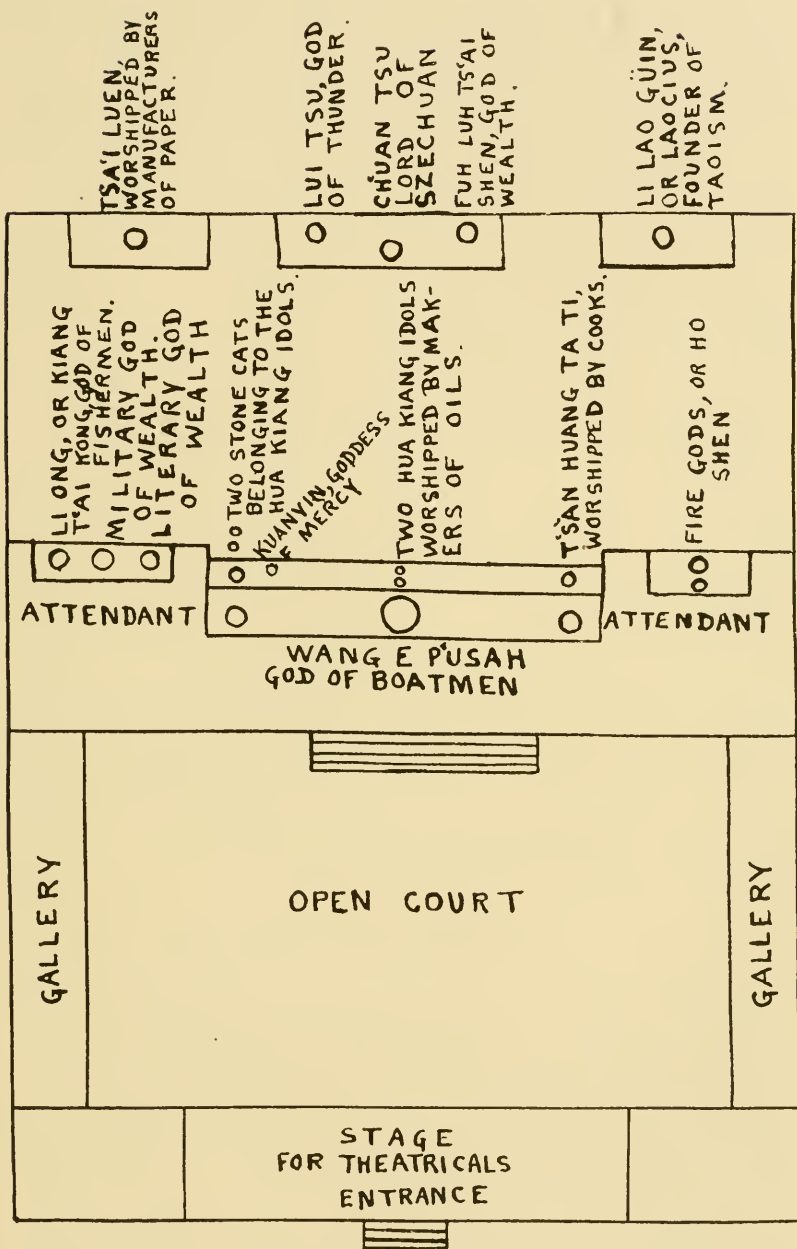 TSA'I LUEN,
WORSHIPPED BY
MANUFACTURERS
OF PAPER.
LUI TSU, GOD
OF THUNDER.
CH'UAN TSU
LORD OF
SZECHUAN
FUH LUH TS'AI
SHEN, GOD OF
WEALTH.
LI LAO GÜIN,
OR LAOCIUS,
FOUNDER OF
TAOISM.
LI ONG, OR KIANG
T'AI KONG, GOD OF
FISHERMEN.
MILITARY GOD
OF WEALTH.
LITERARY GOD
OF WEALTH
TWO STONE CATS
BELONGING TO THE
HUA KIANG IDOLS.
KUANYIN, GODDESS
OF MERCY
TWO HUA KIANG IDOLS
WORSHIPPED BY MAK-
ERS OF OILS.
T'SAN HUANG TA TI,
WORSHIPPED BY COOKS.
FIRE GODS, OR HO
SHEN
ATTENDANT
ATTENDANT
WANG E P'USAH
GOD OF BOATMEN
GALLERY
OPEN COURT
GALLERY
STAGE
FOR THEATRICALS
ENTRANCE